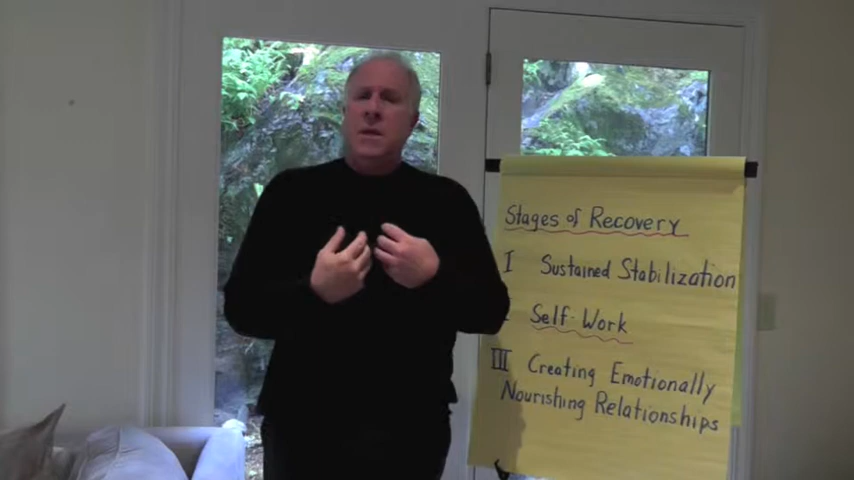 Stages of Recovery
I Sustained Stabilization
Self-Work
III Creating Emotionally
Nourishing Relationships